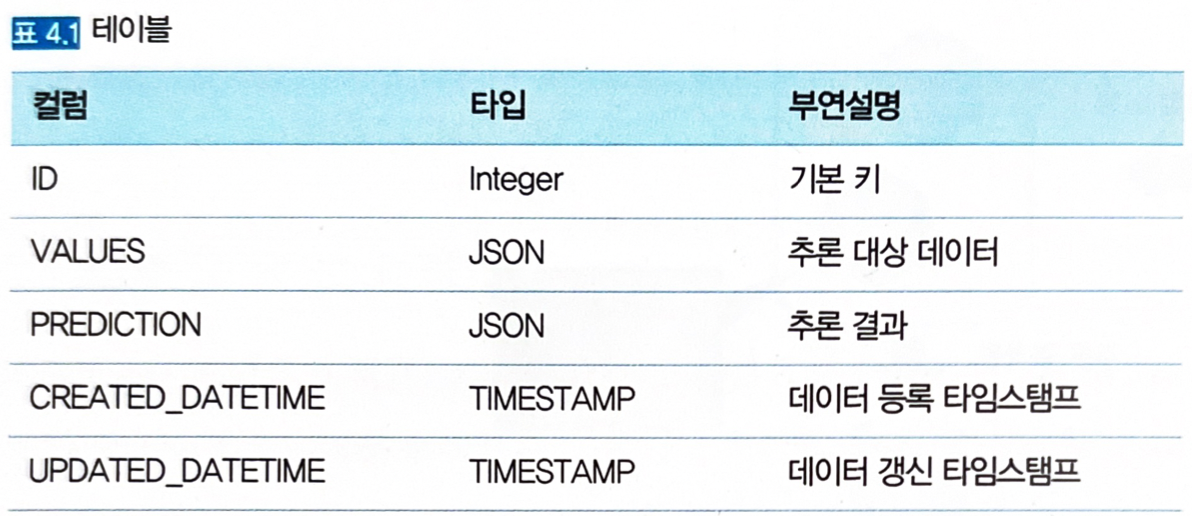 표 4.1 테이블
컬럼 타입 부연설명
ID Integer 기본 키
VALUES JSON 추론 대상 데이터
PREDICTION JSON 추론 결과
CREATED_DATETIME TIMESTAMP 데이터 등록 타임스탬프
UPDATED_DATETIME TIMESTAMP 데이터 갱신 타임스탬프